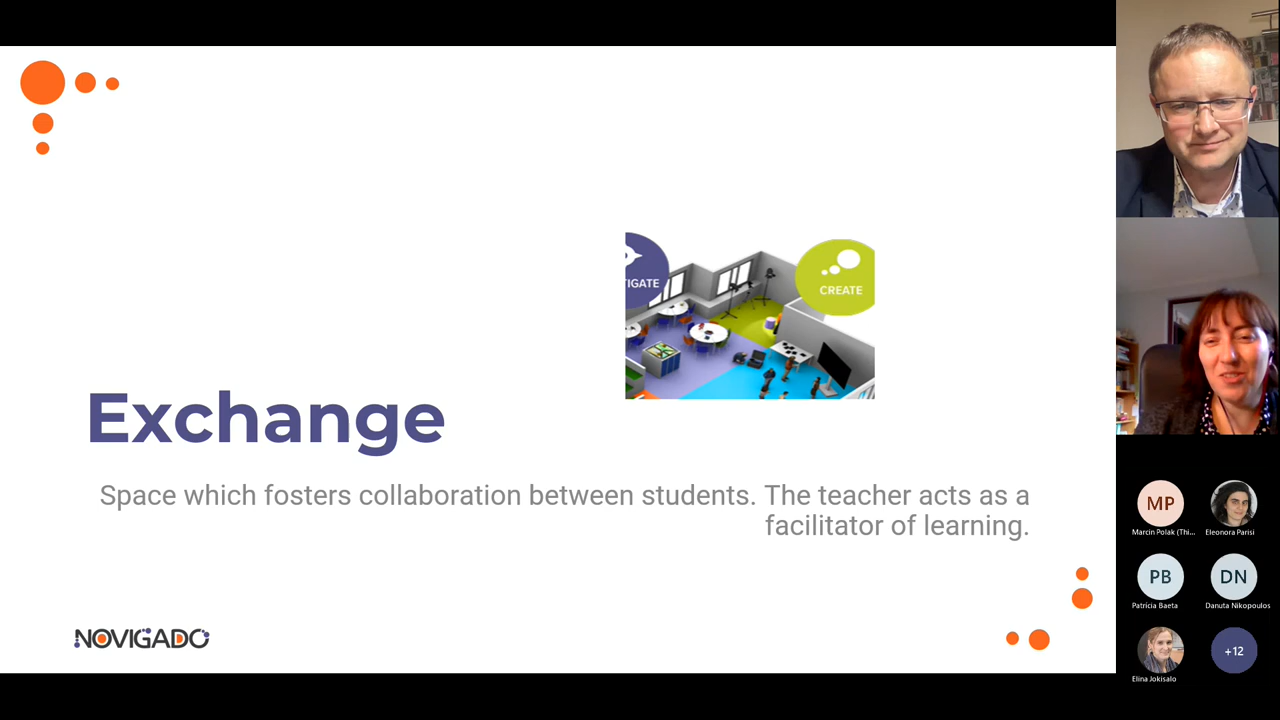 TIGATE
CREATE
Exchange
Space which fosters collaboration between students. The teacher acts as a
facilitator of learning.
NOVIGADO
MP
Marcin Polak (Thi...
Eleonora Parisi
PB
Patrícia Baeta
DN
Danuta Nikopoulos
Elina Jokisalo
+12